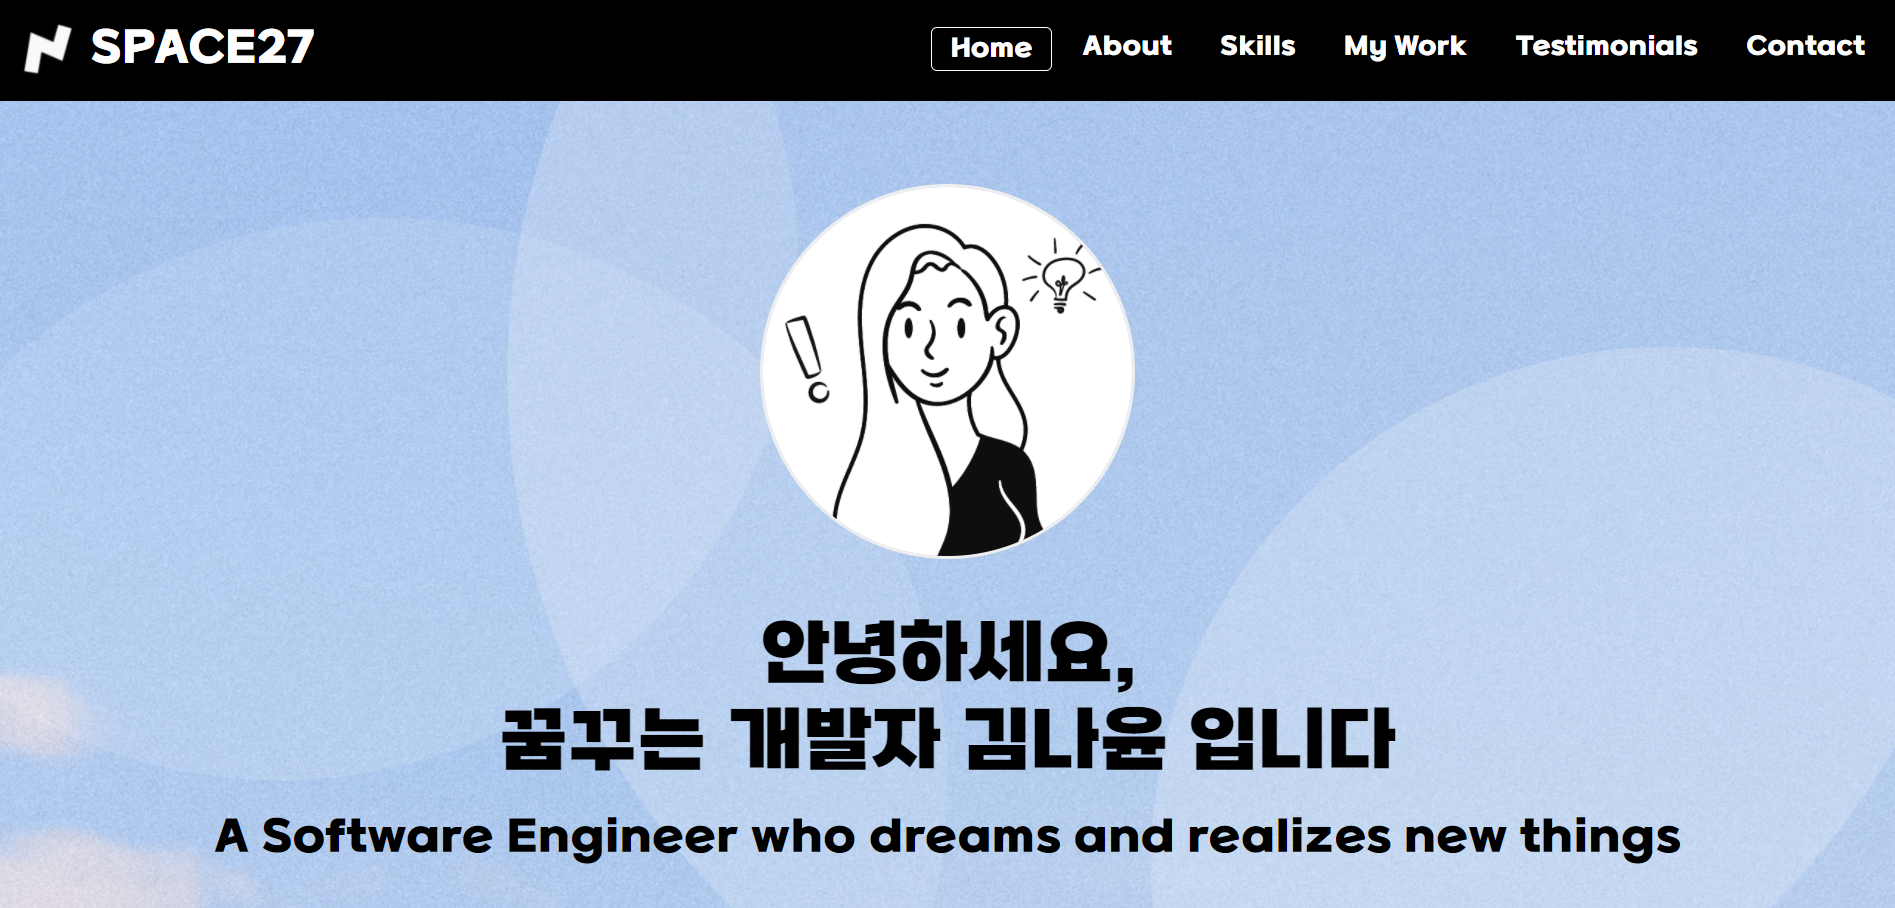 SPACE27
Home About Skills My Work Testimonials Contact
안녕하세요,
꿈꾸는 개발자 김나윤 입니다
A Software Engineer who dreams and realizes new things